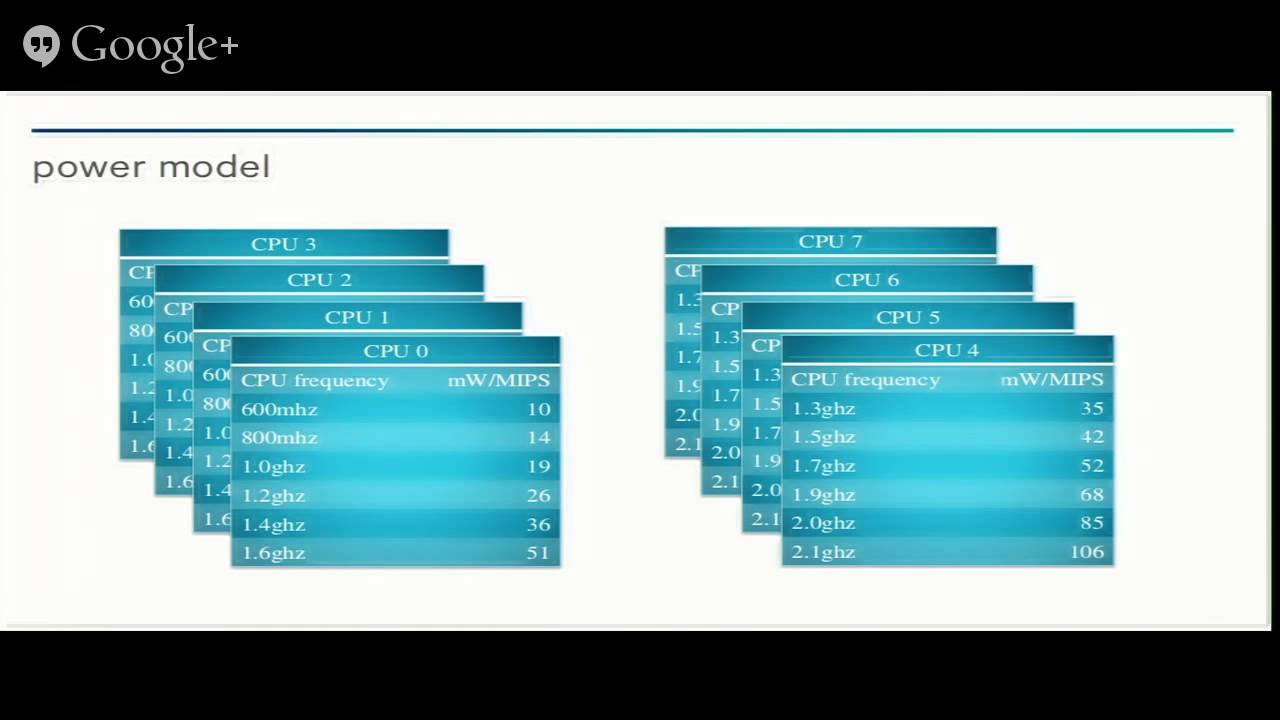 Google+
power model
CPU 3
CPU 2
CPU 1
CPU 0
CPU frequency mW/MIPS
600mhz 10
800mhz 14
1.0ghz 19
1.2ghz 26
1.4ghz 36
1.6ghz 51
CPU 7
CPU 6
CPU 5
CPU 4
CPU frequency mW/MIPS
1.3ghz 35
1.5ghz 42
1.7ghz 52
1.9ghz 68
2.0ghz 85
2.1ghz 106